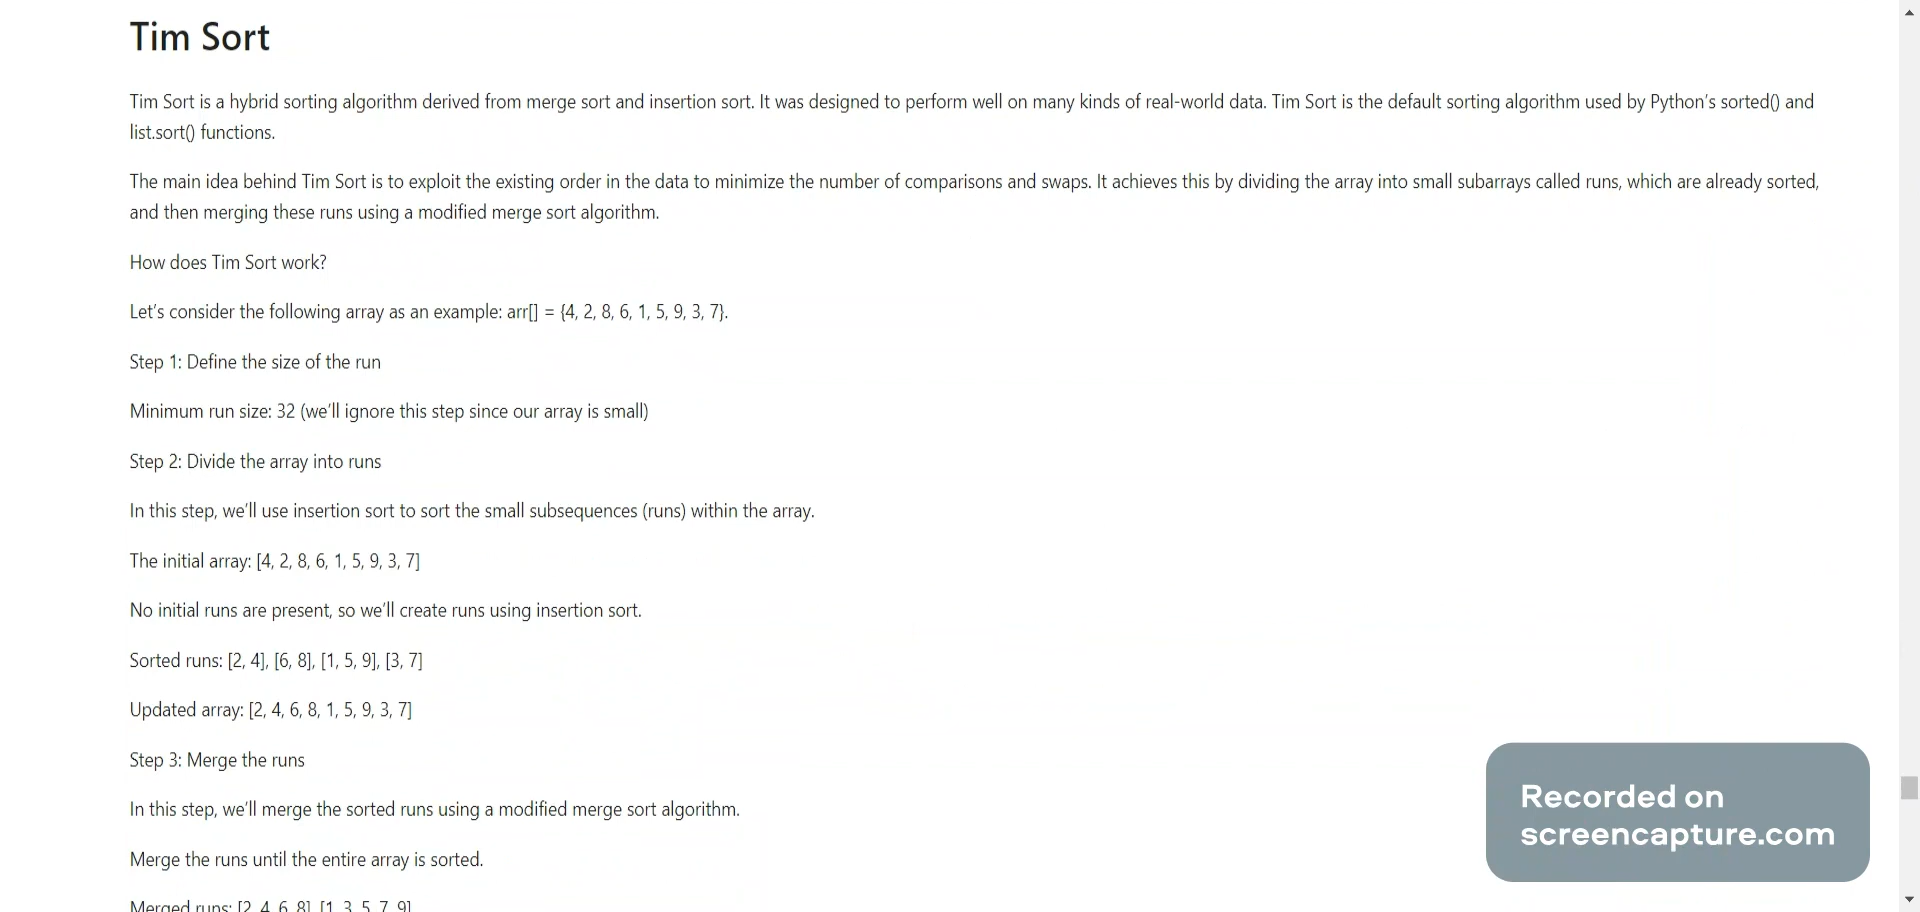 Tim Sort
Tim Sort is a hybrid sorting algorithm derived from merge sort and insertion sort. It was designed to perform well on many kinds of real-world data. Tim Sort is the default sorting algorithm used by Python's sorted() and
list.sort() functions.
The main idea behind Tim Sort is to exploit the existing order in the data to minimize the number of comparisons and swaps. It achieves this by dividing the array into small subarrays called runs, which are already sorted,
and then merging these runs using a modified merge sort algorithm.
How does Tim Sort work?
Let's consider the following array as an example: arr[] = {4, 2, 8, 6, 1, 5, 9, 3, 7}.
Step 1: Define the size of the run
Minimum run size: 32 (we'll ignore this step since our array is small)
Step 2: Divide the array into runs
In this step, we'll use insertion sort to sort the small subsequences (runs) within the array.
The initial array: [4, 2, 8, 6, 1, 5, 9, 3, 7]
No initial runs are present, so we'll create runs using insertion sort.
Sorted runs: [2, 4], [6, 8], [1, 5, 9], [3, 7]
Updated array: [2, 4, 6, 8, 1, 5, 9, 3, 7]
Step 3: Merge the runs
In this step, we'll merge the sorted runs using a modified merge sort algorithm.
Merge the runs until the entire array is sorted.
Merged runs: [2, 4, 6, 8], [1, 3, 5, 7, 9]
Recorded on
screencapture.com